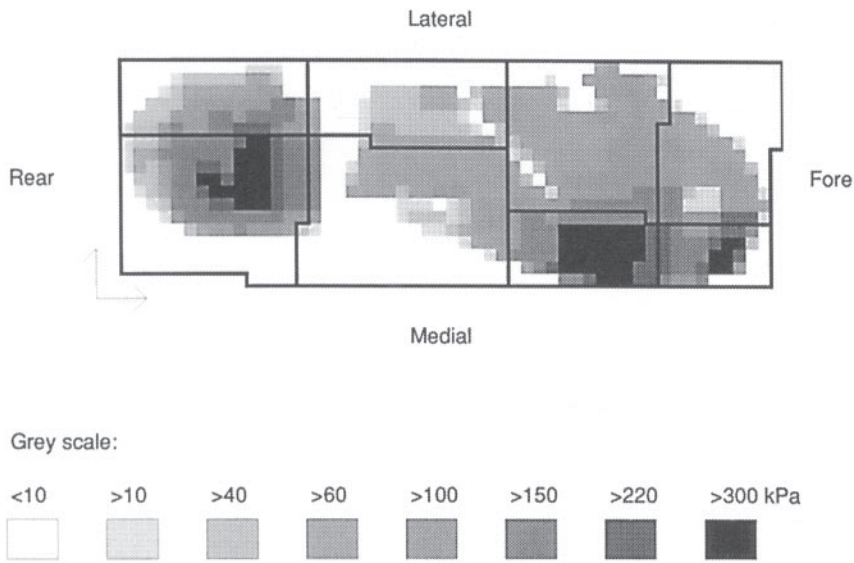 Lateral
Rear
Fore
Medial
Grey scale:
<10 >10 >40 >60 >100 >150 >220 >300 kPa